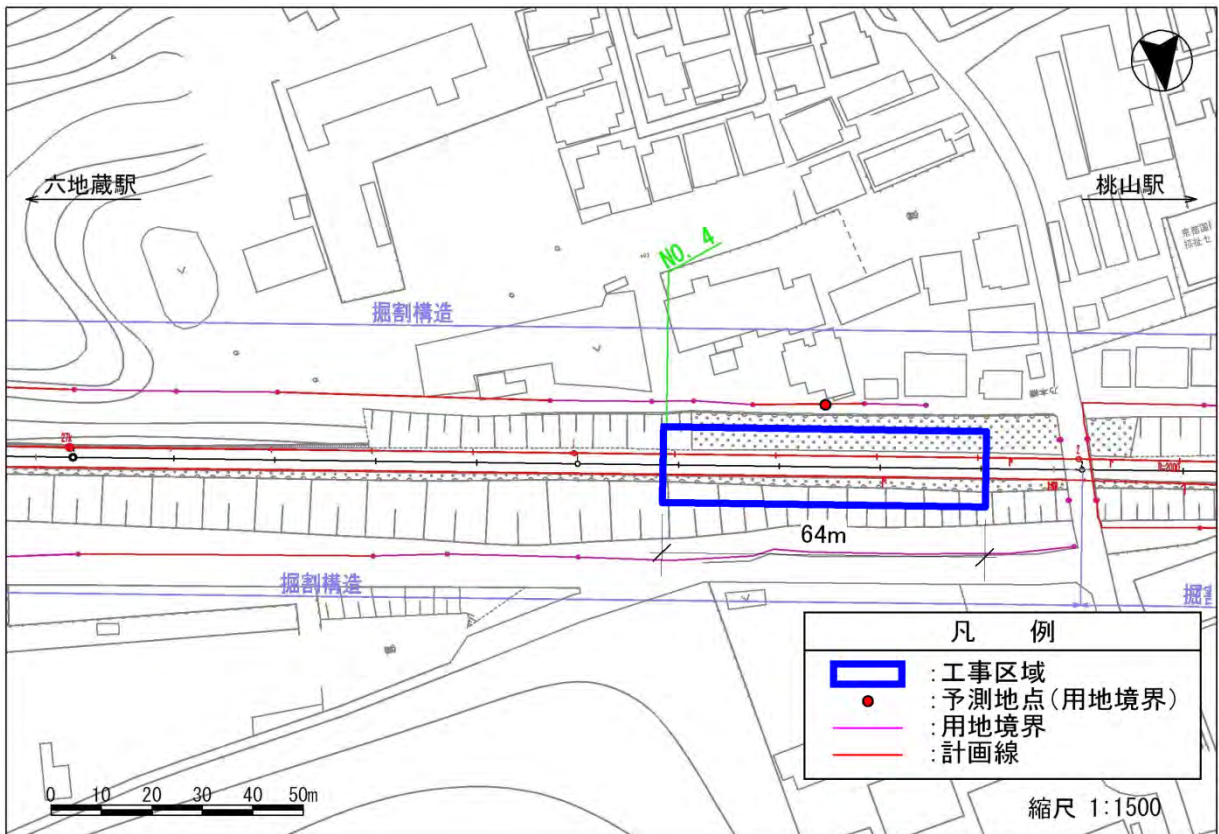 六地蔵駅
桃山駅
NO. 4
掘割構造
27k
64m
掘割構造
凡 例
:工事区域
:予測地点(用地境界)
:用地境界
:計画線
0 10 20 30 40 50m
縮尺 1:1500